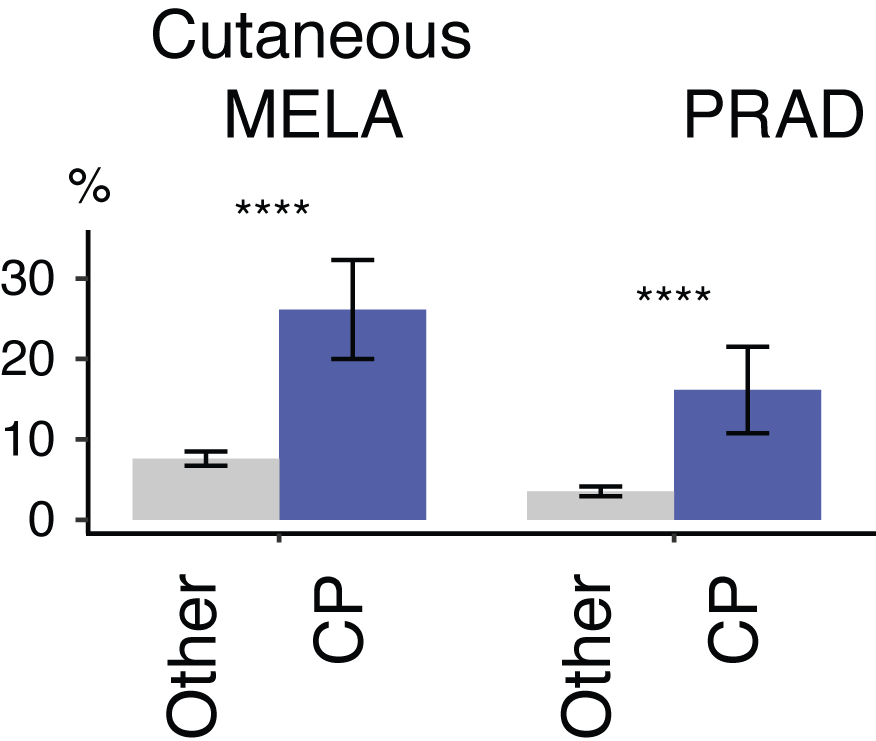 Cutaneous
MELA
PRAD
%
****
****
30
20
10
0
Other
CP
Other
CP